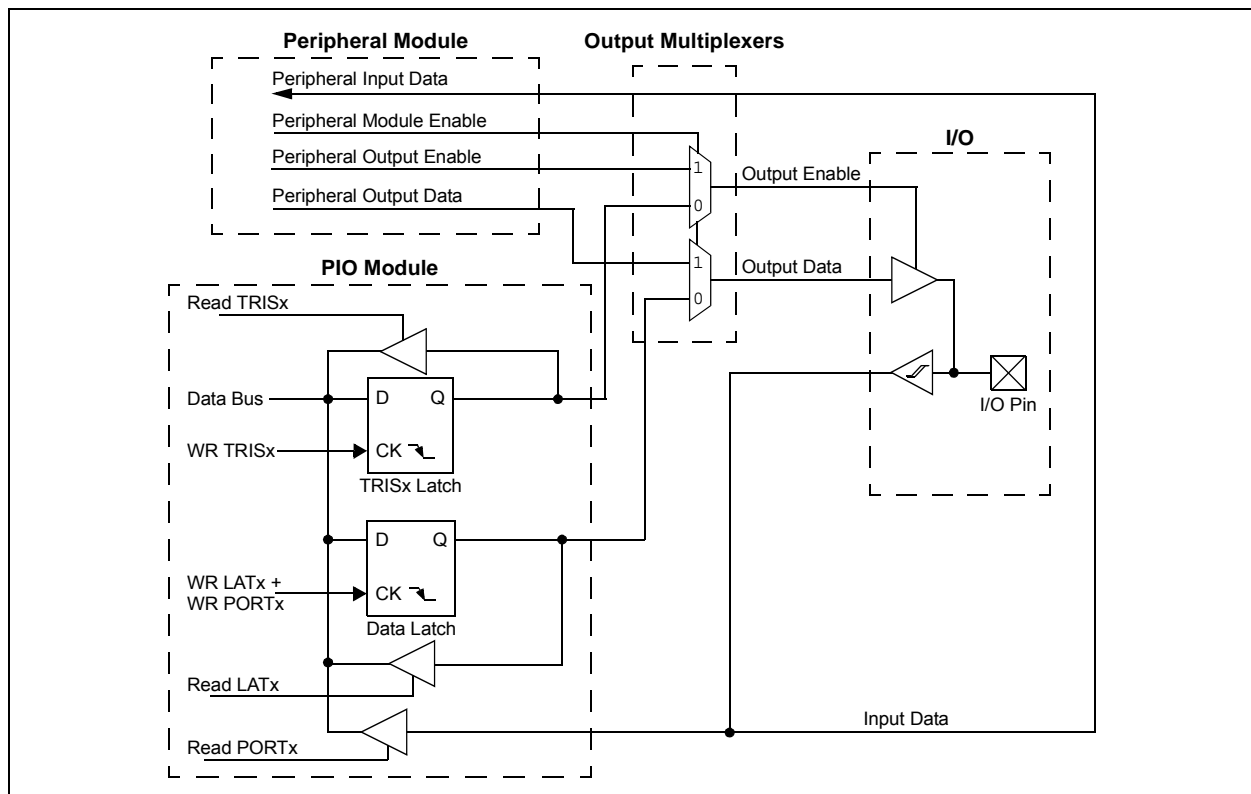 Peripheral Module
Output Multiplexers
Peripheral Input Data
Peripheral Module Enable
Peripheral Output Enable
Peripheral Output Data
1
0
1
0
Output Enable
Output Data
I/O
I/O Pin
PIO Module
Read TRISx
Data Bus
D
Q
WR TRISx
CK
TRISx Latch
D
Q
WR LATx +
WR PORTx
CK
Data Latch
Read LATx
Read PORTx
Input Data